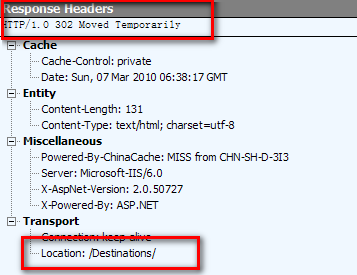 Response Headers
HTTP/1.0 302 Moved Temporarily
Cache
Cache-Control: private
Date: Sun, 07 Mar 2010 06:38:17 GMT
Entity
Content-Length: 131
Content-Type: text/html; charset=utf-8
Miscellaneous
Powered-By-ChinaCache: MISS from CHN-SH-D-3I3
Server: Microsoft-IIS/6.0
X-AspNet-Version: 2.0.50727
X-Powered-By: ASP.NET
Transport
Connection: keep-alive
Location: /Destinations/